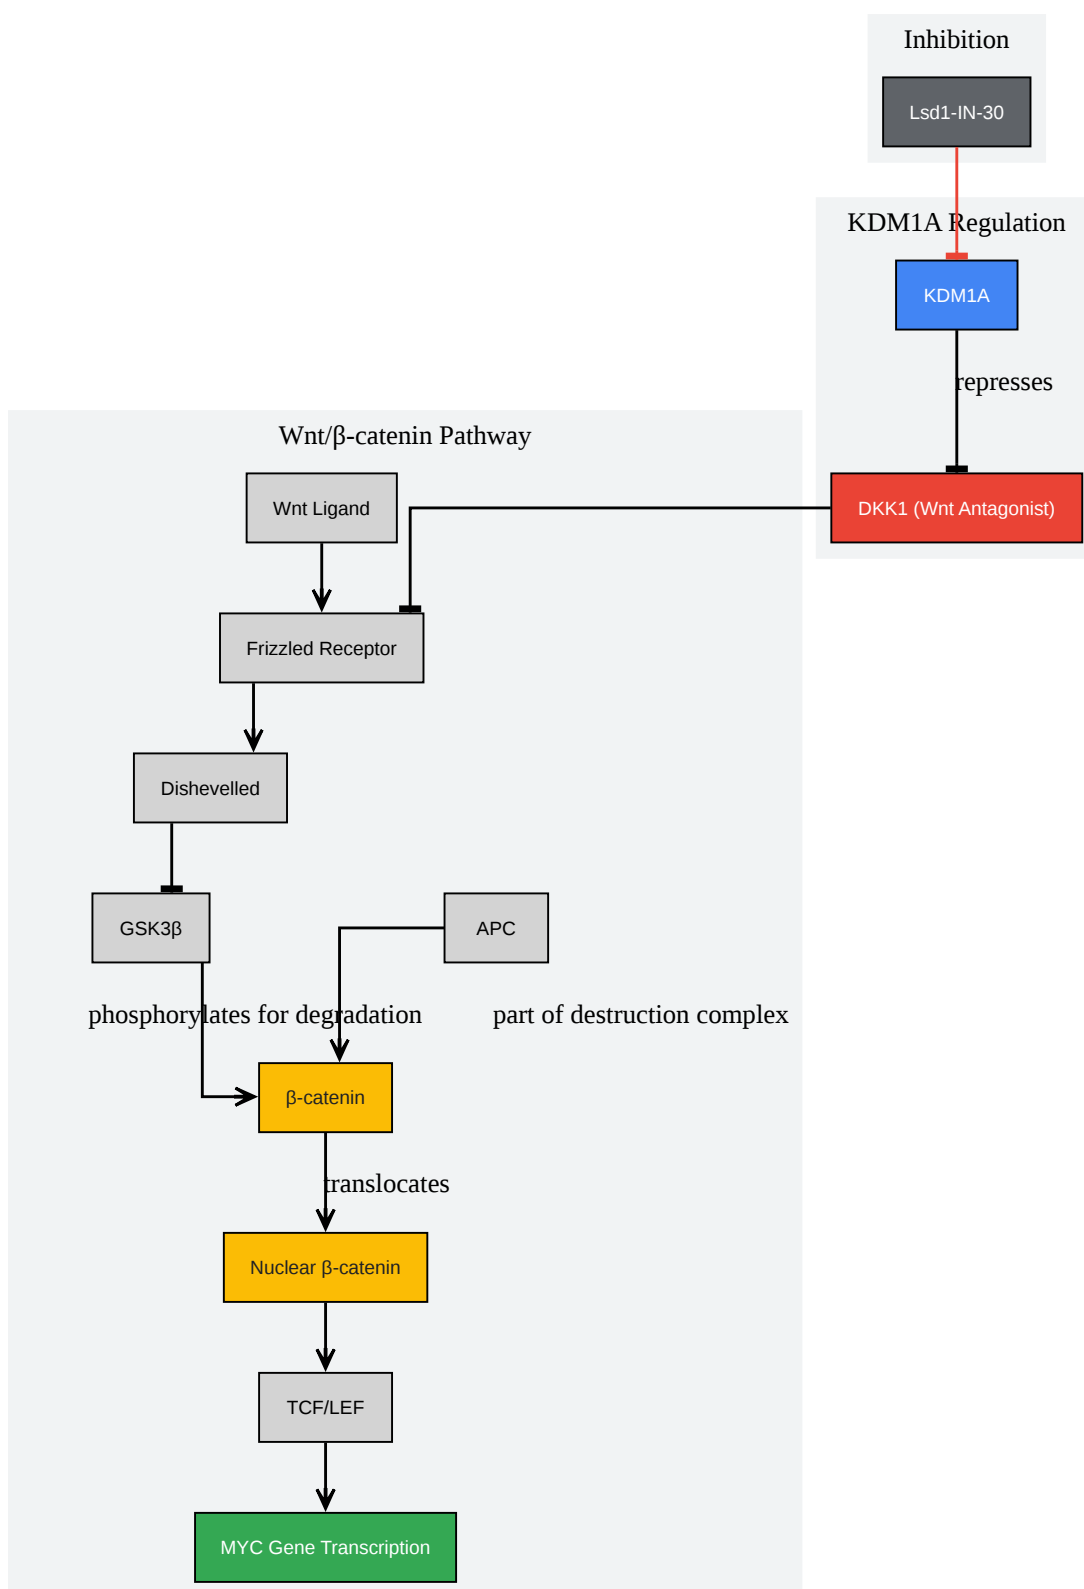 Inhibition
Lsd1-IN-30
KDM1A Regulation
KDM1A
represses
Wnt/β-catenin Pathway
Wnt Ligand
DKK1 (Wnt Antagonist)
Frizzled Receptor
Dishevelled
GSK3β
APC
phosphorylates for degradation
part of destruction complex
β-catenin
translocates
Nuclear β-catenin
TCF/LEF
MYC Gene Transcription